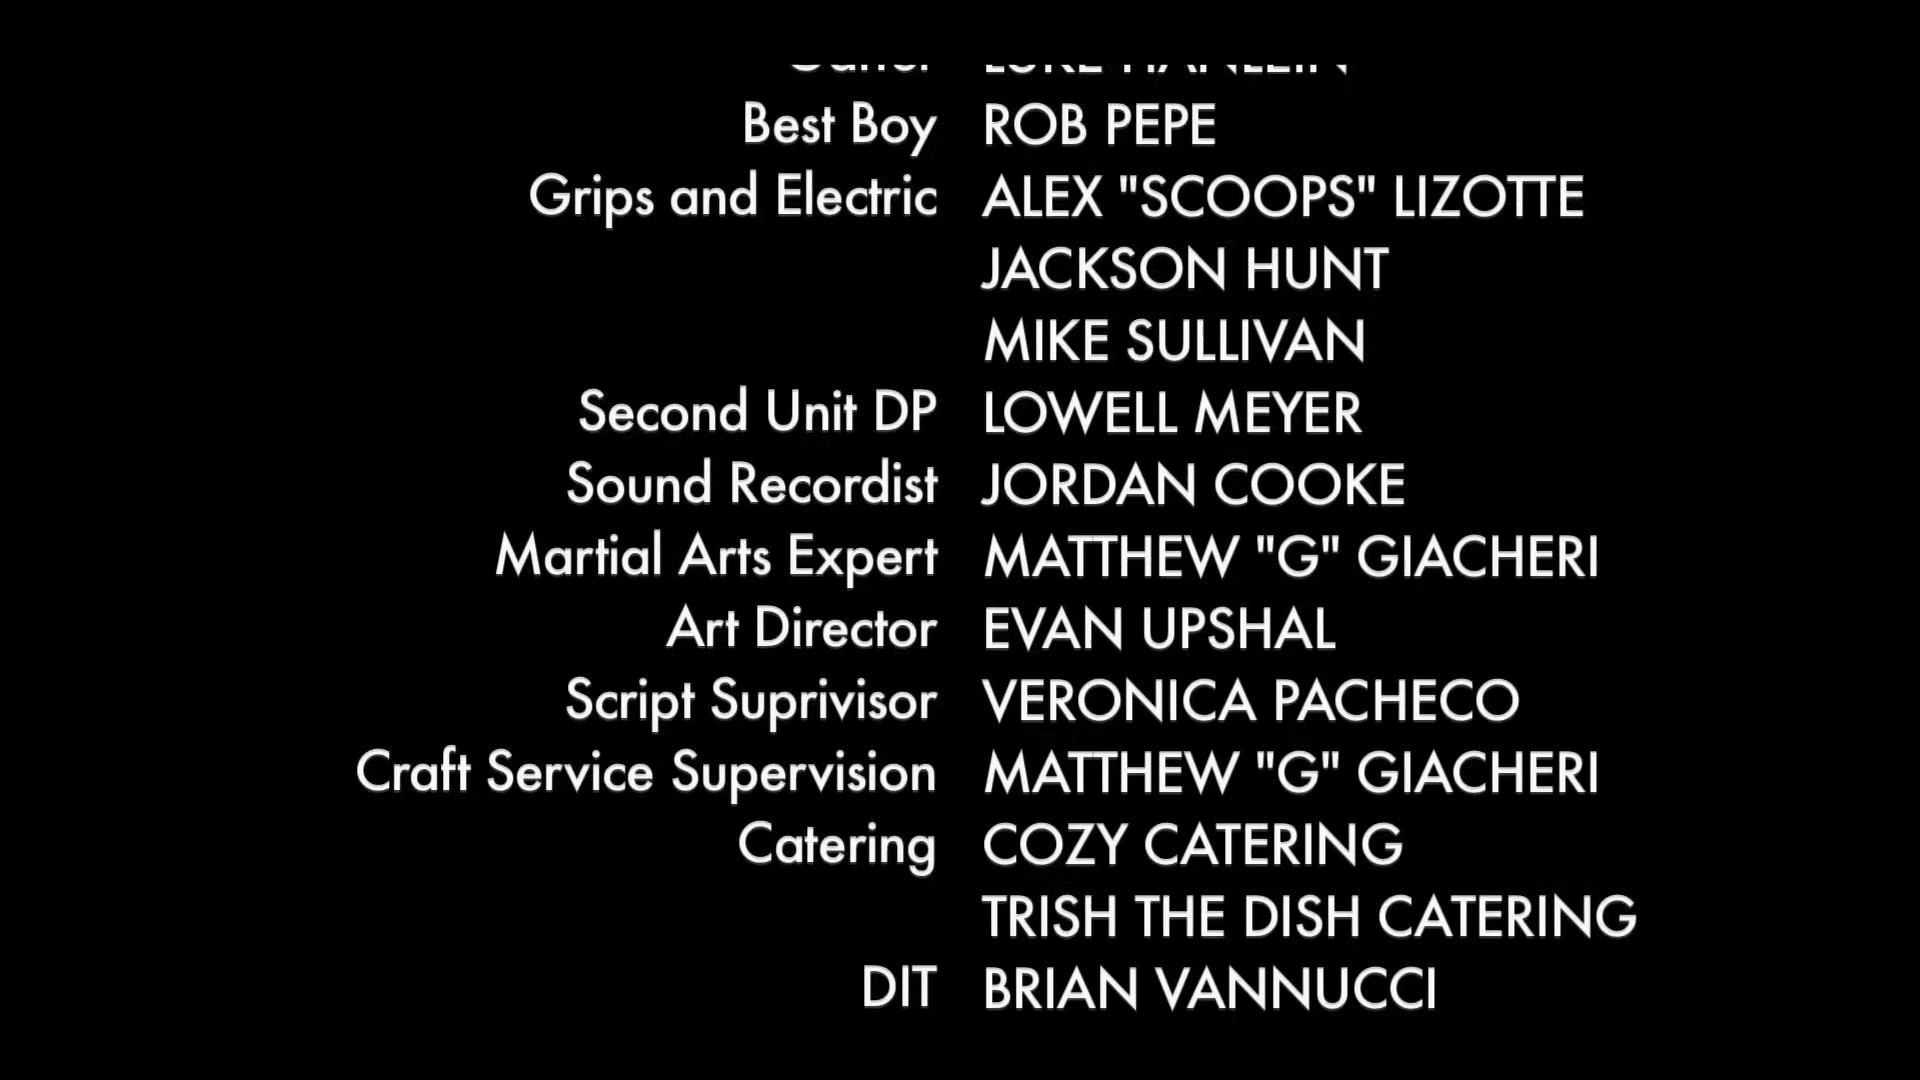 Best Boy ROB PEPE
Grips and Electric ALEX "SCOOPS" LIZOTTE
JACKSON HUNT
MIKE SULLIVAN
Second Unit DP LOWELL MEYER
Sound Recordist JORDAN COOKE
Martial Arts Expert MATTHEW "G" GIACHERI
Art Director EVAN UPSHAL
Script Suprivisor VERONICA PACHECO
Craft Service Supervision MATTHEW "G" GIACHERI
Catering COZY CATERING
TRISH THE DISH CATERING
DIT BRIAN VANNUCCI